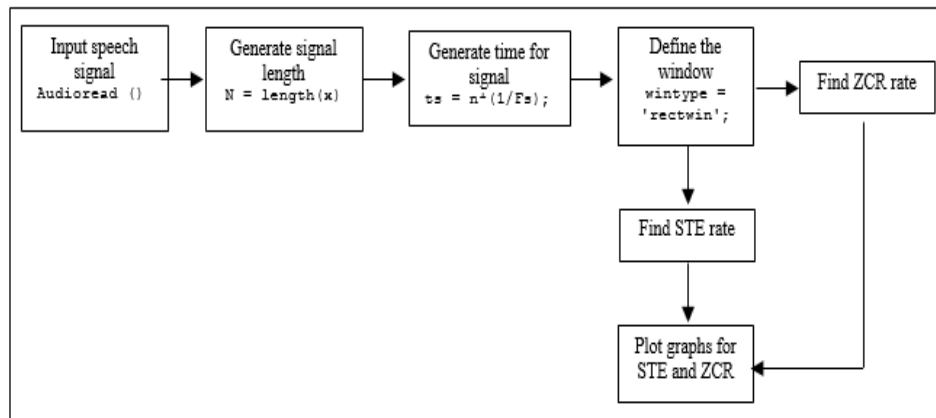 Input speech
signal
Audioread ()
Generate signal
length
N = length(x)
Generate time for
signal
ts = n*(1/Fs);
Define the
window
wintype =
'rectwin';
Find ZCR rate
Find STE rate
Plot graphs for
STE and ZCR